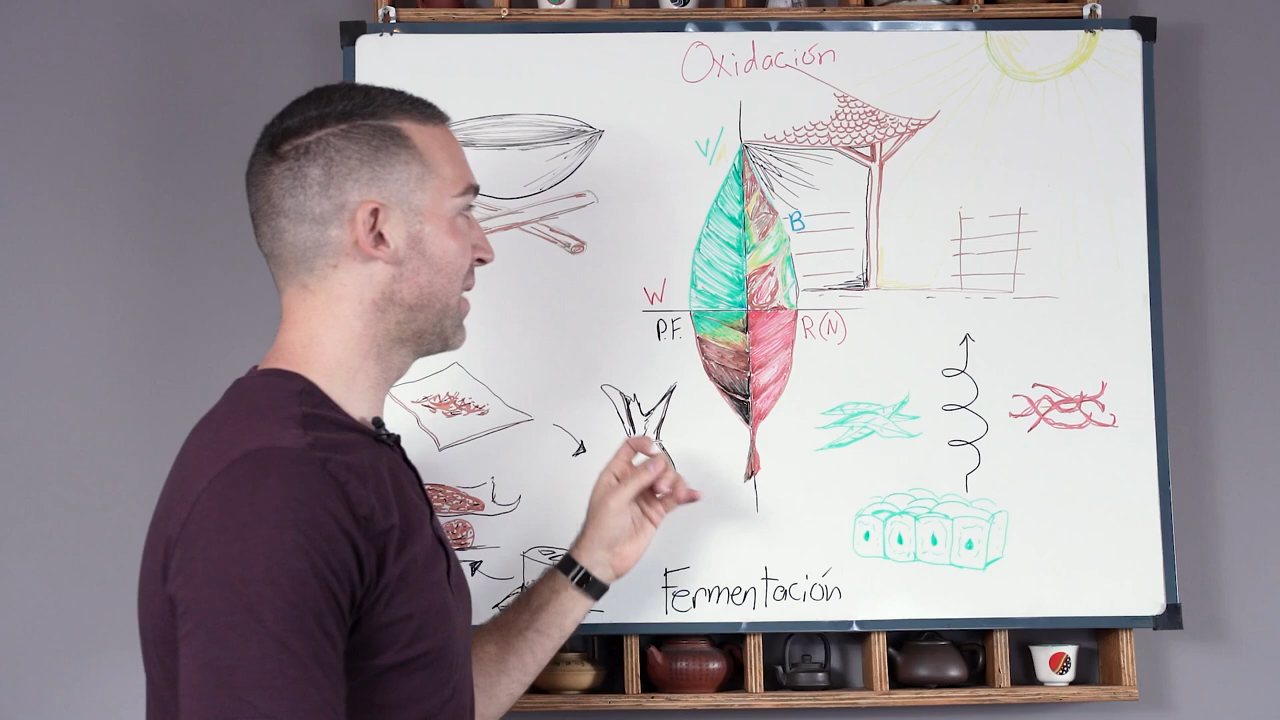 Oxidación
V/A
B
W
P.F.
R(N)
Fermentación